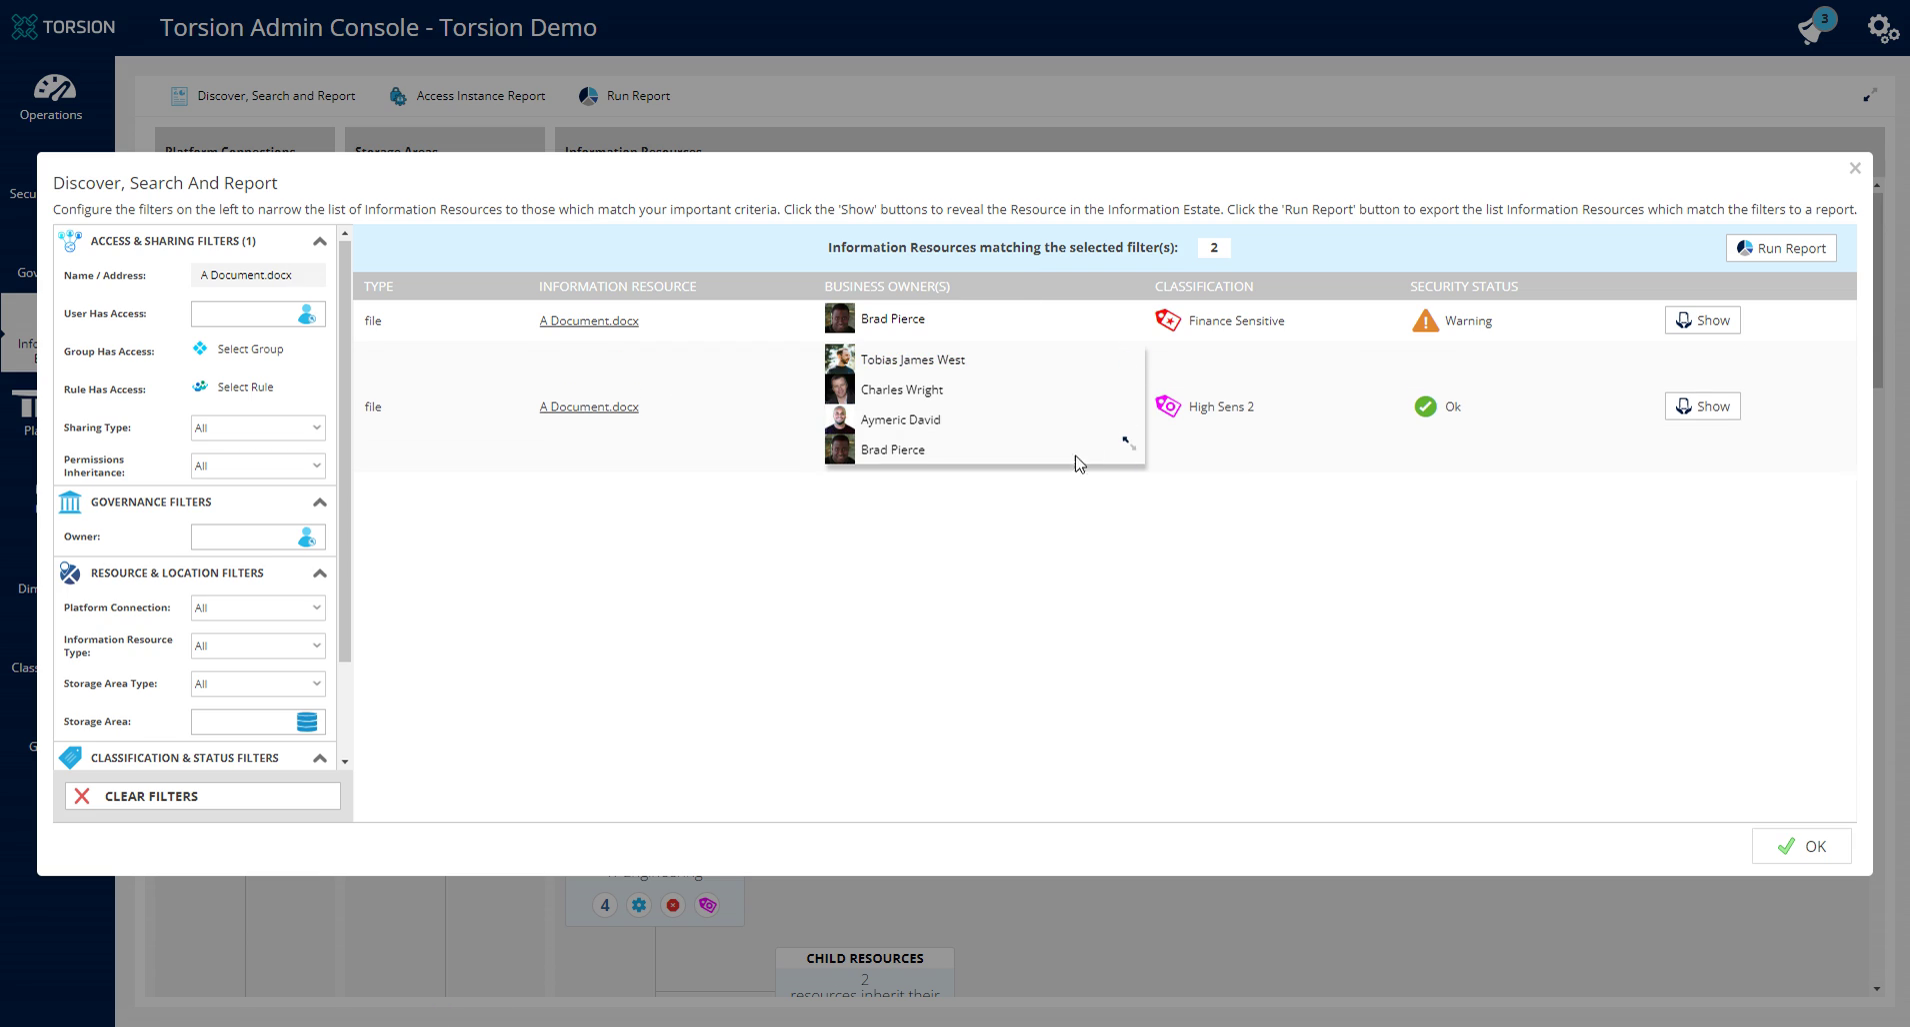 TORSION
Torsion Admin Console - Torsion Demo
3
Operations
Discover, Search and Report
Access Instance Report
Run Report
Platform Connections
Storage Areas
Information Resources
Discover, Search And Report
Configure the filters on the left to narrow the list of Information Resources to those which match your important criteria. Click the 'Show' buttons to reveal the Resource in the Information Estate. Click the 'Run Report' button to export the list Information Resources which match the filters to a report.
ACCESS & SHARING FILTERS (1)
Name / Address:
A Document.docx
User Has Access:
Group Has Access:
Select Group
Rule Has Access:
Select Rule
Sharing Type:
All
Permissions
Inheritance:
All
GOVERNANCE FILTERS
Owner:
RESOURCE & LOCATION FILTERS
Platform Connection:
All
Information Resource
Type:
All
Storage Area Type:
All
Storage Area:
CLASSIFICATION & STATUS FILTERS
CLEAR FILTERS
Information Resources matching the selected filter(s):
2
Run Report
TYPE
INFORMATION RESOURCE
BUSINESS OWNER(S)
CLASSIFICATION
SECURITY STATUS
file
A Document.docx
Brad Pierce
Finance Sensitive
Warning
Show
file
A Document.docx
Tobias James West
Charles Wright
Aymeric David
Brad Pierce
High Sens 2
Ok
Show
OK
Secu
Gov
Info
E
Pla
Dim
Class
G
4
CHILD RESOURCES
2
resources inherit their